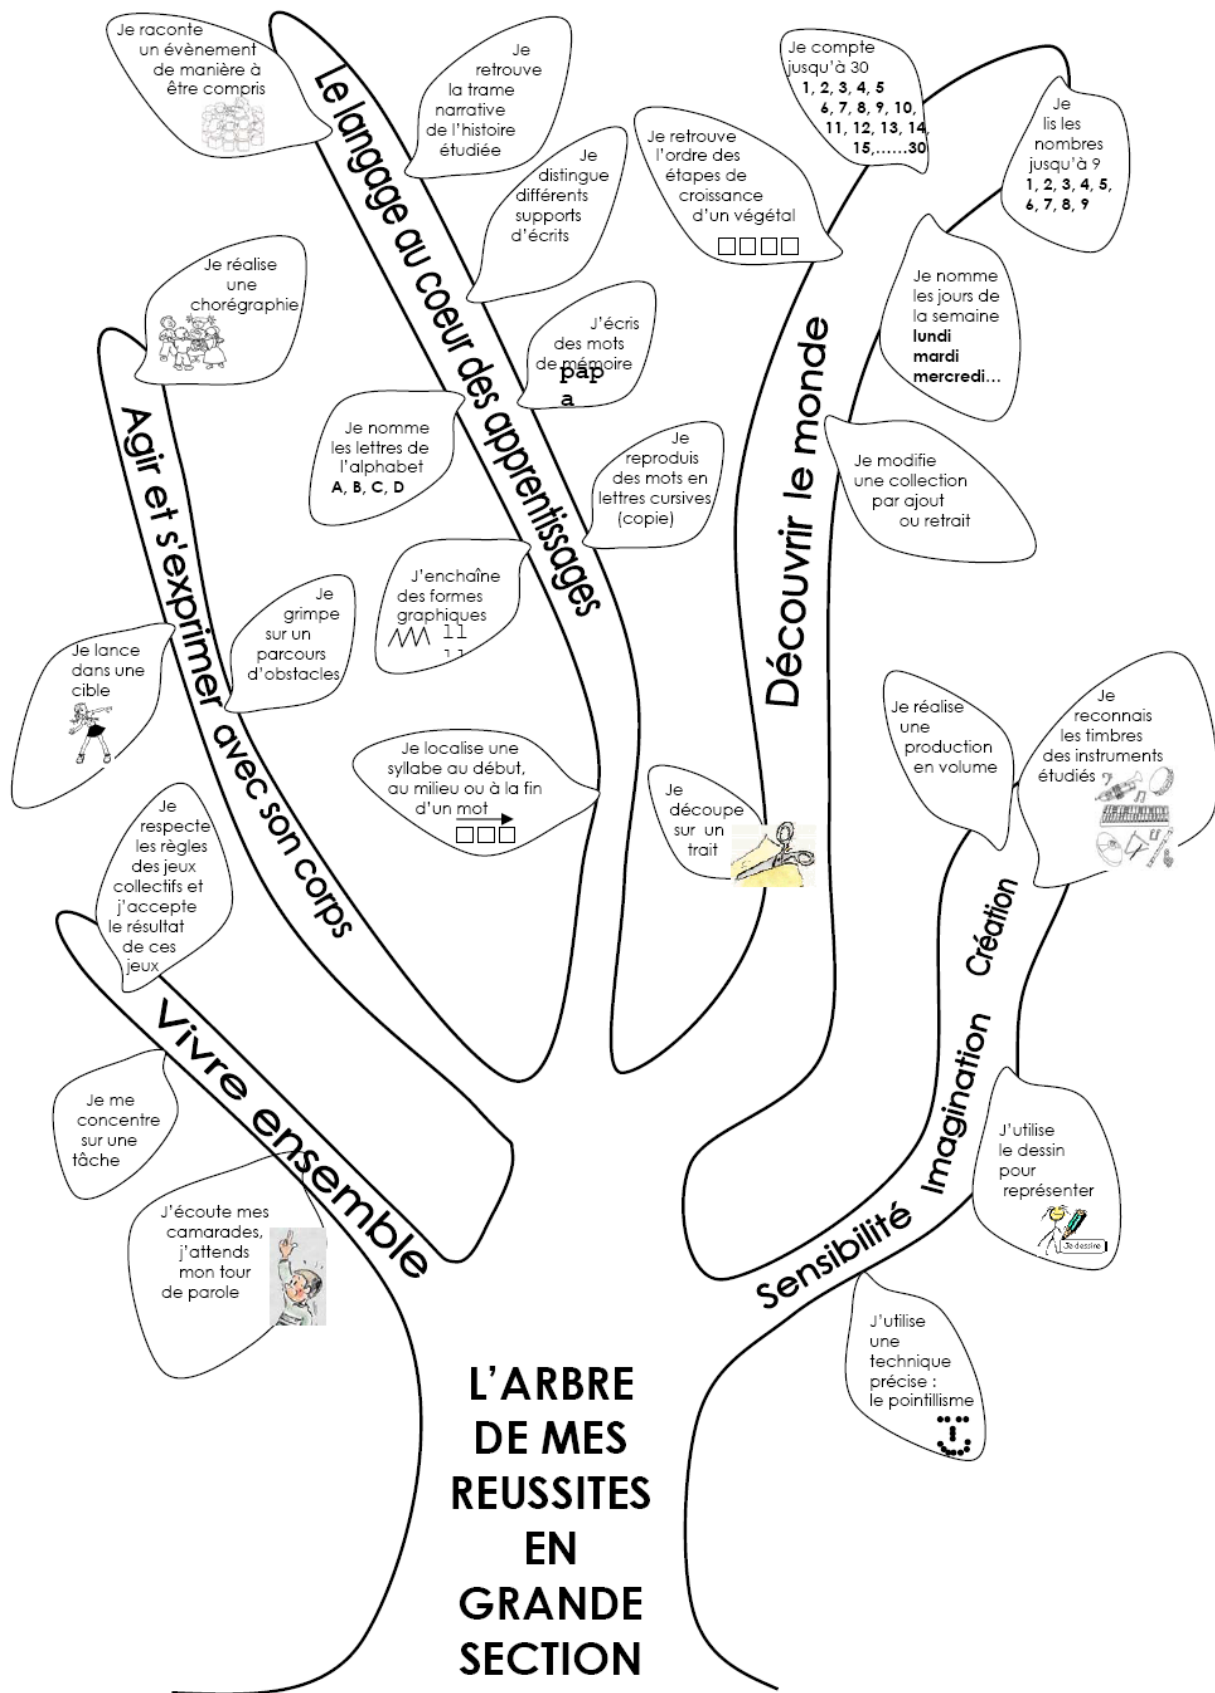 Je raconte
un évènement
de manière à
être compris
Le langage au coeur des apprentissages
Je
retrouve
la trame
narrative
de l'histoire
étudiée
Je
distingue
différents
supports
d'écrits
J'écris
des mots
de mémoire
pap
a
Je nomme
les lettres de
l'alphabet
A, B, C, D
Je
reproduis
des mots en
lettres cursives
(copie)
J'enchaîne
des formes
graphiques
ll
ll
Je localise une
syllabe au début,
au milieu ou à la fin
d'un mot
Je compte
jusqu'à 30
1, 2, 3, 4, 5
6, 7, 8, 9, 10,
11, 12, 13, 14,
15,......30
Je
lis les
nombres
jusqu'à 9
1, 2, 3, 4, 5,
6, 7, 8, 9
Je retrouve
l'ordre des
étapes de
croissance
d'un végétal
Je nomme
les jours de
la semaine
lundi
mardi
mercredi...
Découvrir le monde
Je modifie
une collection
par ajout
ou retrait
Je
découpe
sur un
trait
Je réalise
une
chorégraphie
Agir et s'exprimer avec son corps
Je
grimpe
sur un
parcours
d'obstacles
Je lance
dans une
cible
Je
respecte
les règles
des jeux
collectifs et
j'accepte
le résultat
de ces
jeux
Vivre ensemble
Je me
concentre
sur une
tâche
J'écoute mes
camarades,
j'attends
mon tour
de parole
Je réalise
une
production
en volume
Je
reconnais
les timbres
des instruments
étudiés
Sensibilité Imagination Création
J'utilise
le dessin
pour
représenter
Je dessine
J'utilise
une
technique
précise :
le pointillisme
L'ARBRE
DE MES
REUSSITES
EN
GRANDE
SECTION